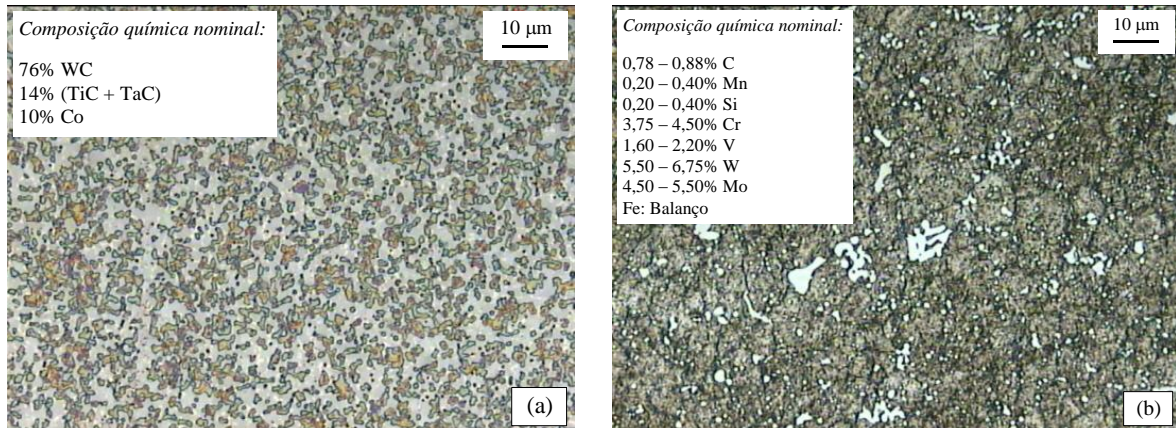 Composição química nominal:
76% WC
14% (TiC + TaC)
10% Co
10 μm
(a)
Composição química nominal:
0,78 – 0,88% C
0,20 – 0,40% Mn
0,20 – 0,40% Si
3,75 – 4,50% Cr
1,60 – 2,20% V
5,50 – 6,75% W
4,50 – 5,50% Mo
Fe: Balanço
10 μm
(b)